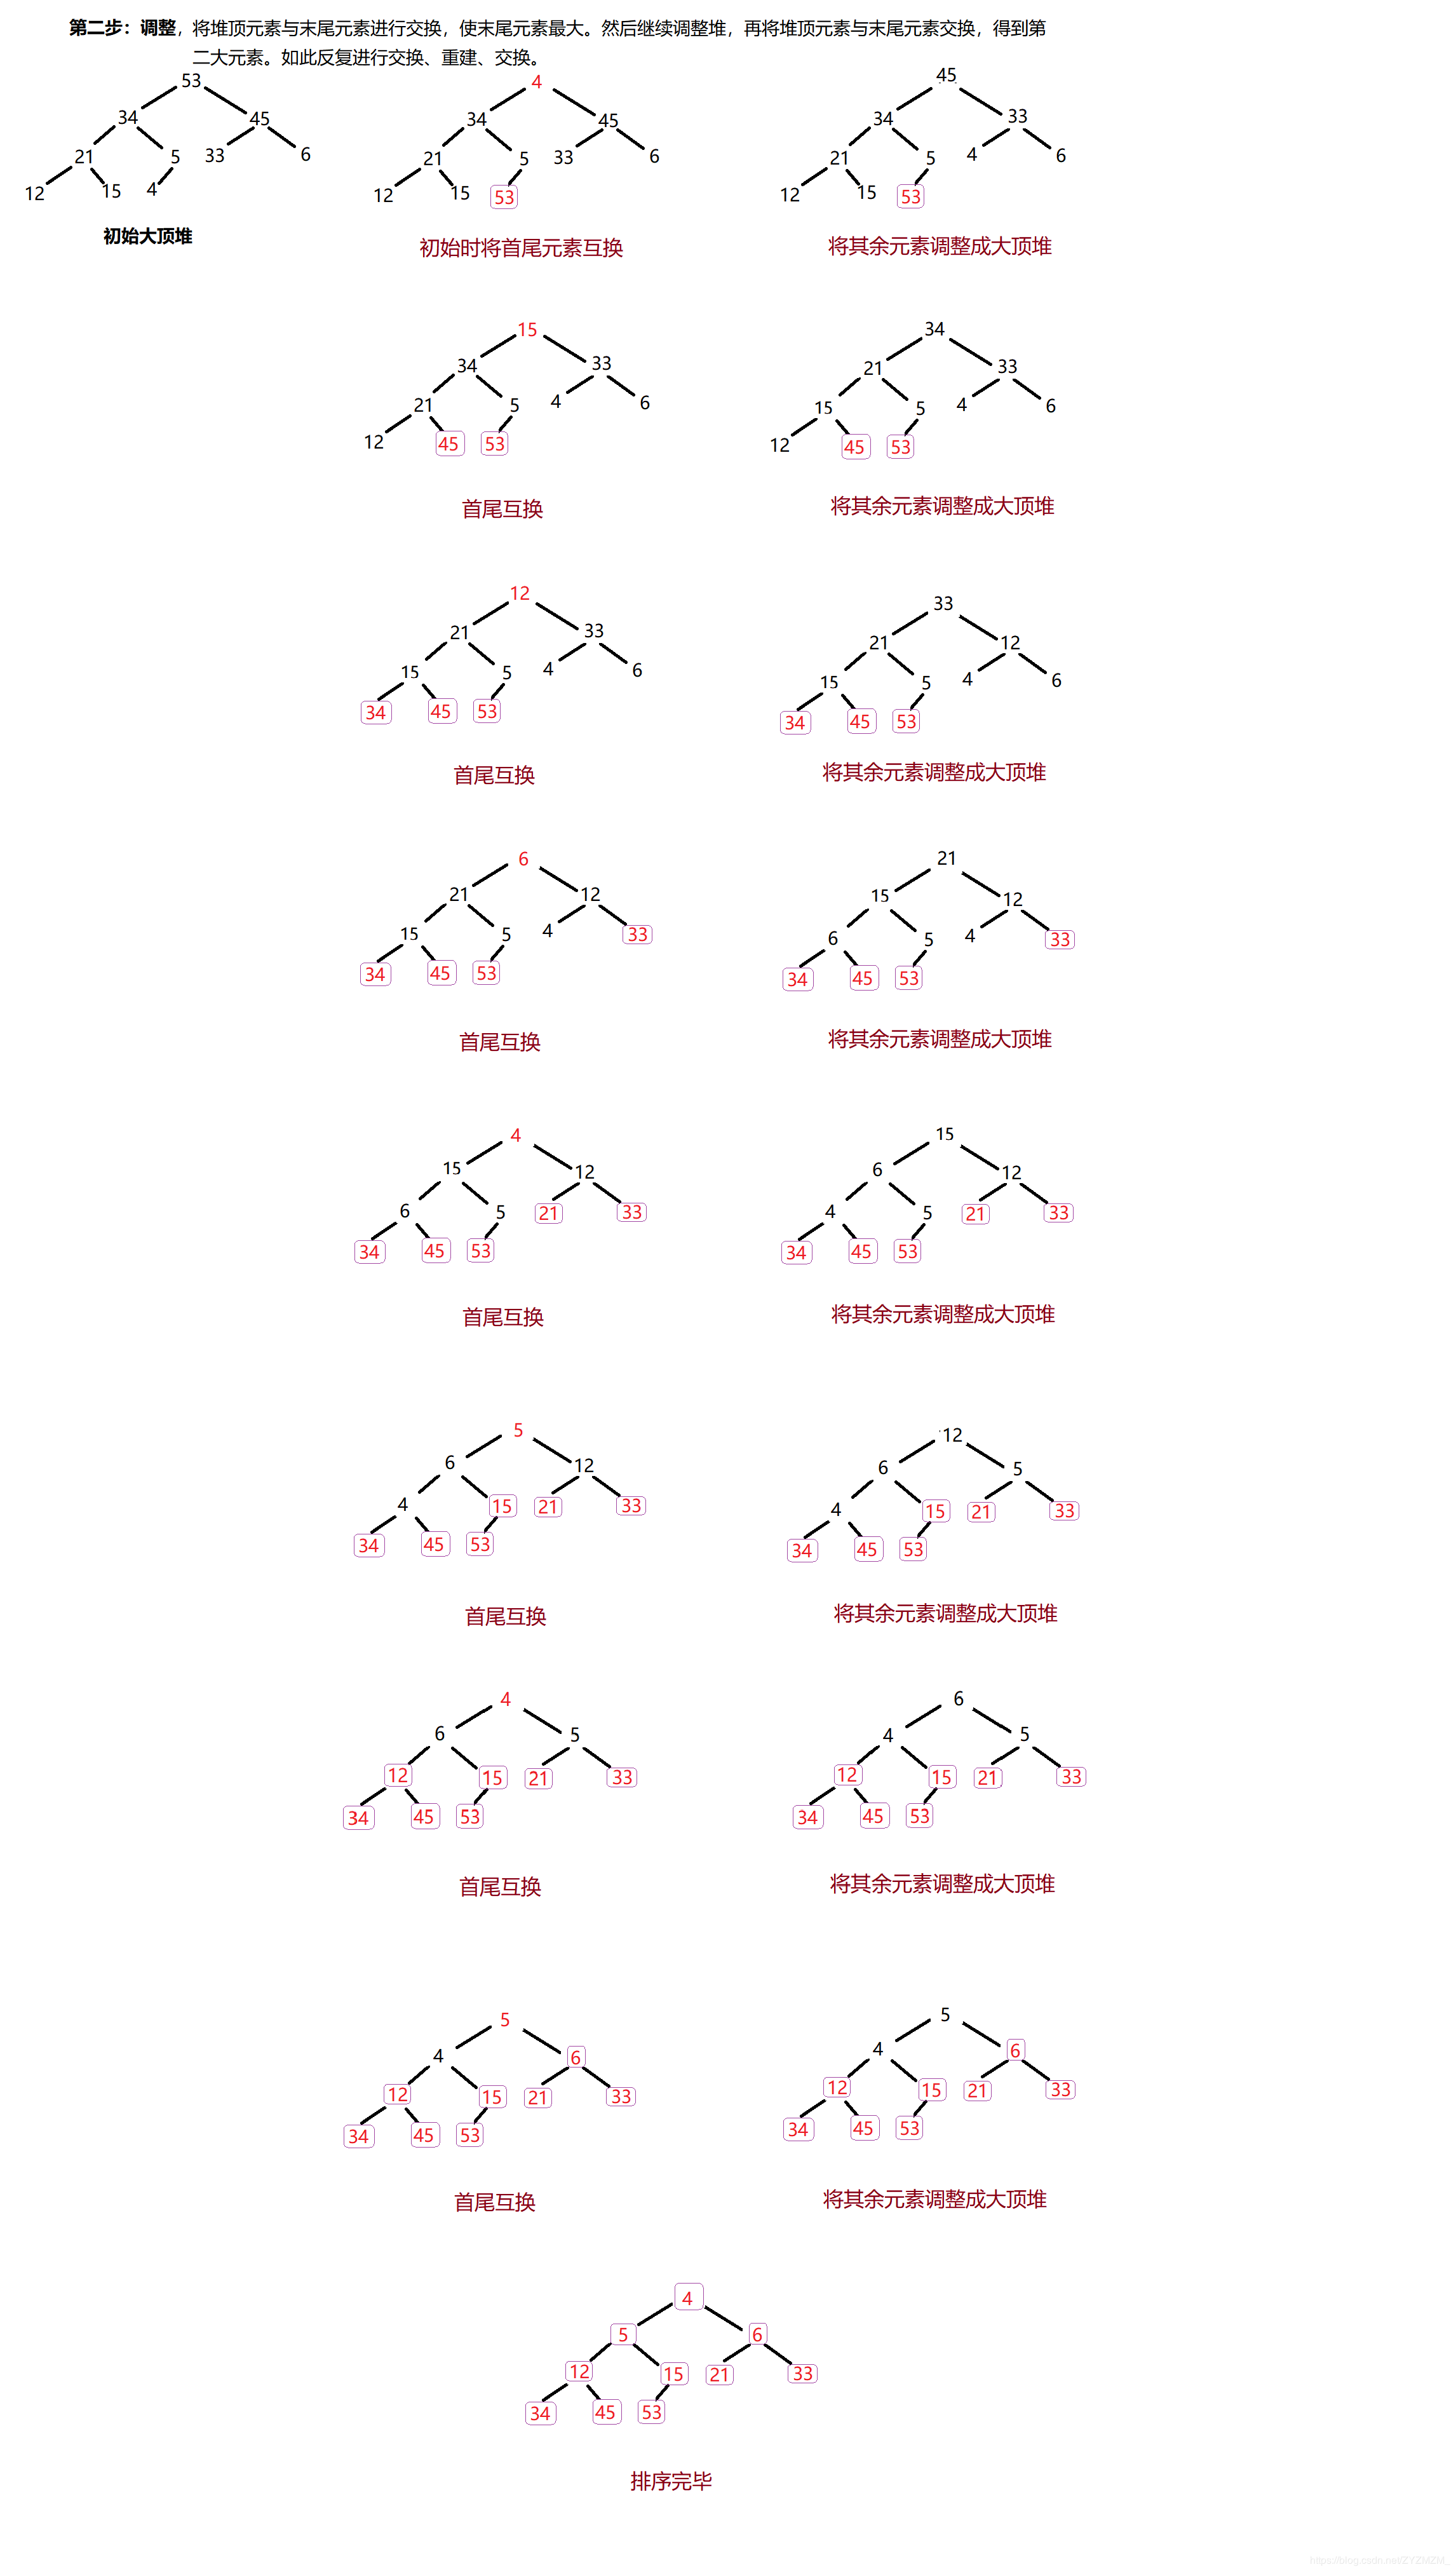 第二步：调整，将堆顶元素与末尾元素进行交换，使末尾元素最大。然后继续调整堆，再将堆顶元素与末尾元素交换，得到第
二大元素。如此反复进行交换、重建、交换。
53
34 45
21 5 33 6
12 15 4
初始大顶堆
4
34 45
21 5 33 6
12 15 53
初始时将首尾元素互换
45
34 33
21 5 4 6
12 15 53
将其余元素调整成大顶堆
15
34 33
21 5 4 6
12 45 53
首尾互换
34
21 33
15 5 4 6
12 45 53
将其余元素调整成大顶堆
12
21 33
15 5 4 6
34 45 53
首尾互换
33
21 12
15 5 4 6
34 45 53
将其余元素调整成大顶堆
6
21 12
15 5 4 33
34 45 53
首尾互换
21
15 12
6 5 4 33
34 45 53
将其余元素调整成大顶堆
4
15 12
6 5 21 33
34 45 53
首尾互换
15
6 12
4 5 21 33
34 45 53
将其余元素调整成大顶堆
5
6 12
4 15 21 33
34 45 53
首尾互换
12
6 5
4 15 21 33
34 45 53
将其余元素调整成大顶堆
4
6 5
12 15 21 33
34 45 53
首尾互换
6
4 5
12 15 21 33
34 45 53
将其余元素调整成大顶堆
5
4 6
12 15 21 33
34 45 53
首尾互换
5
4 6
12 15 21 33
34 45 53
将其余元素调整成大顶堆
4
5 6
12 15 21 33
34 45 53
排序完毕
https://blog.csdn.net/ZYZMZM_